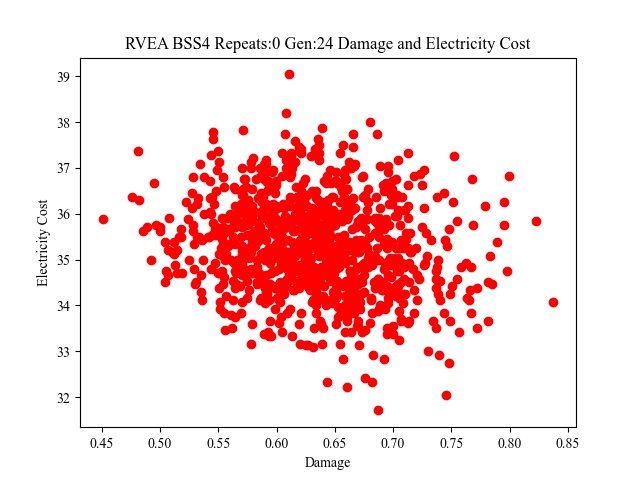 RVEA BSS4 Repeats:0 Gen:24 Damage and Electricity Cost
39
38
37
36
35
34
33
32
Electricity Cost
0.45 0.50 0.55 0.60 0.65 0.70 0.75 0.80 0.85
Damage